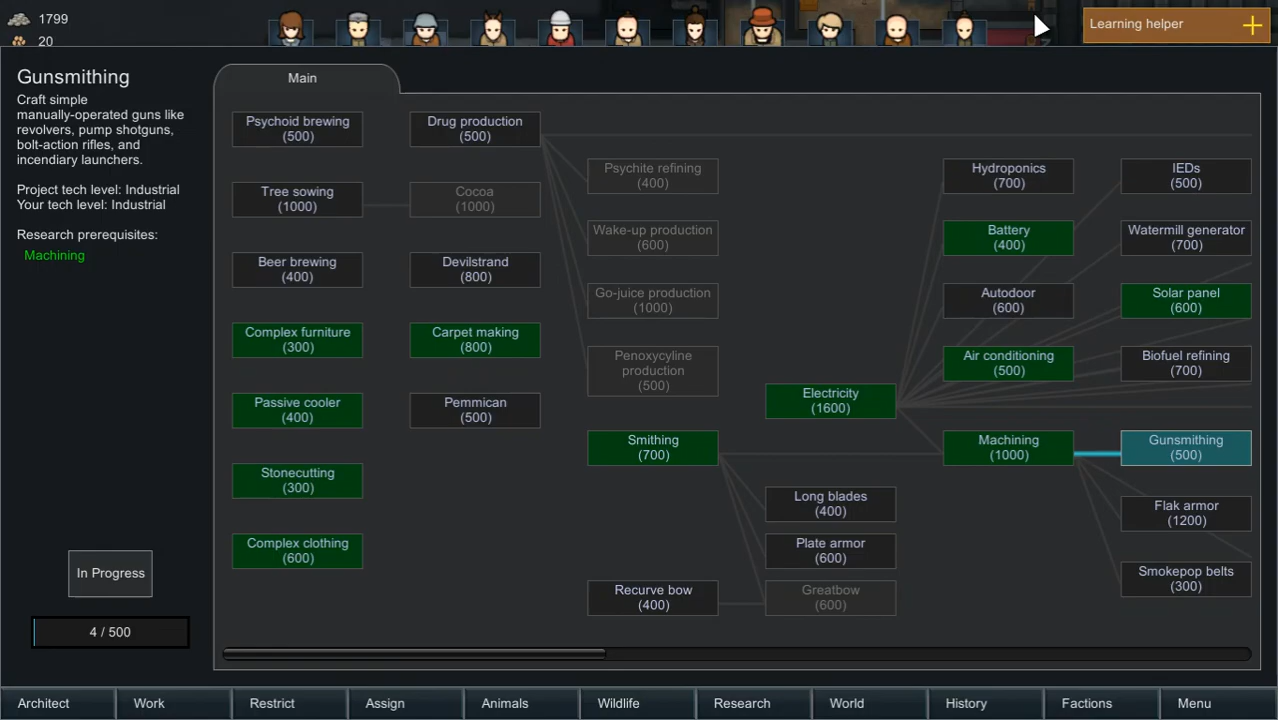 1799
20
Learning helper
Gunsmithing
Craft simple
manually-operated guns like
revolvers, pump shotguns,
bolt-action rifles, and
incendiary launchers.
Project tech level: Industrial
Your tech level: Industrial
Research prerequisites:
Machining
In Progress
4 / 500
Main
Psychoid brewing
(500)
Drug production
(500)
Psychite refining
(400)
Hydroponics
(700)
IEDs
(500)
Tree sowing
(1000)
Cocoa
(1000)
Wake-up production
(600)
Battery
(400)
Watermill generator
(700)
Beer brewing
(400)
Devilstrand
(800)
Go-juice production
(1000)
Autodoor
(600)
Solar panel
(600)
Complex furniture
(300)
Carpet making
(800)
Penoxycyline
production
(500)
Air conditioning
(500)
Biofuel refining
(700)
Electricity
(1600)
Passive cooler
(400)
Pemmican
(500)
Smithing
(700)
Machining
(1000)
Gunsmithing
(500)
Stonecutting
(300)
Long blades
(400)
Flak armor
(1200)
Complex clothing
(600)
Plate armor
(600)
Smokepop belts
(300)
Recurve bow
(400)
Greatbow
(600)
Architect
Work
Restrict
Assign
Animals
Wildlife
Research
World
History
Factions
Menu